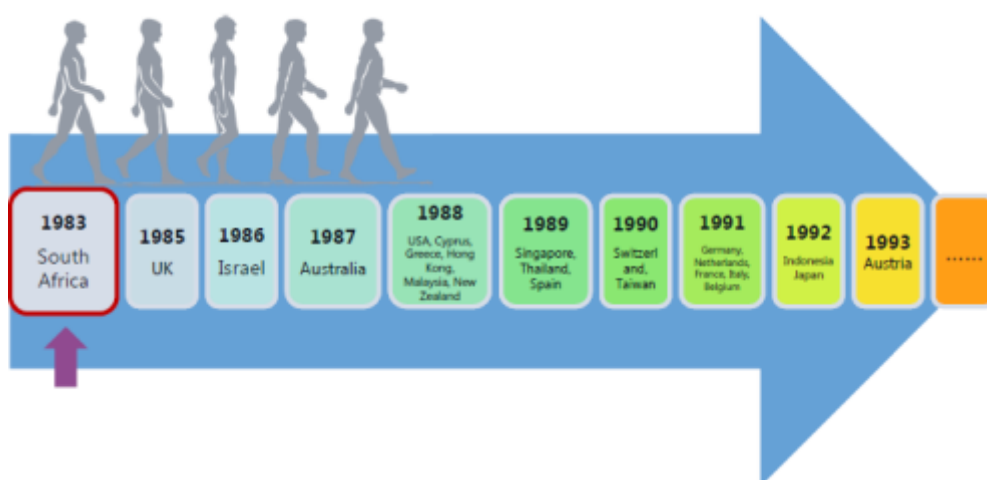 1983
South
Africa
1985
UK
1986
Israel
1987
Australia
1988
USA, Cyprus,
Greece, Hong
Kong,
Malaysia, New
Zealand
1989
Singapore,
Thailand,
Spain
1990
Switzerl
and,
Taiwan
1991
Germany,
Netherlands,
France, Italy,
Belgium
1992
Indonesia
Japan
1993
Austria
......